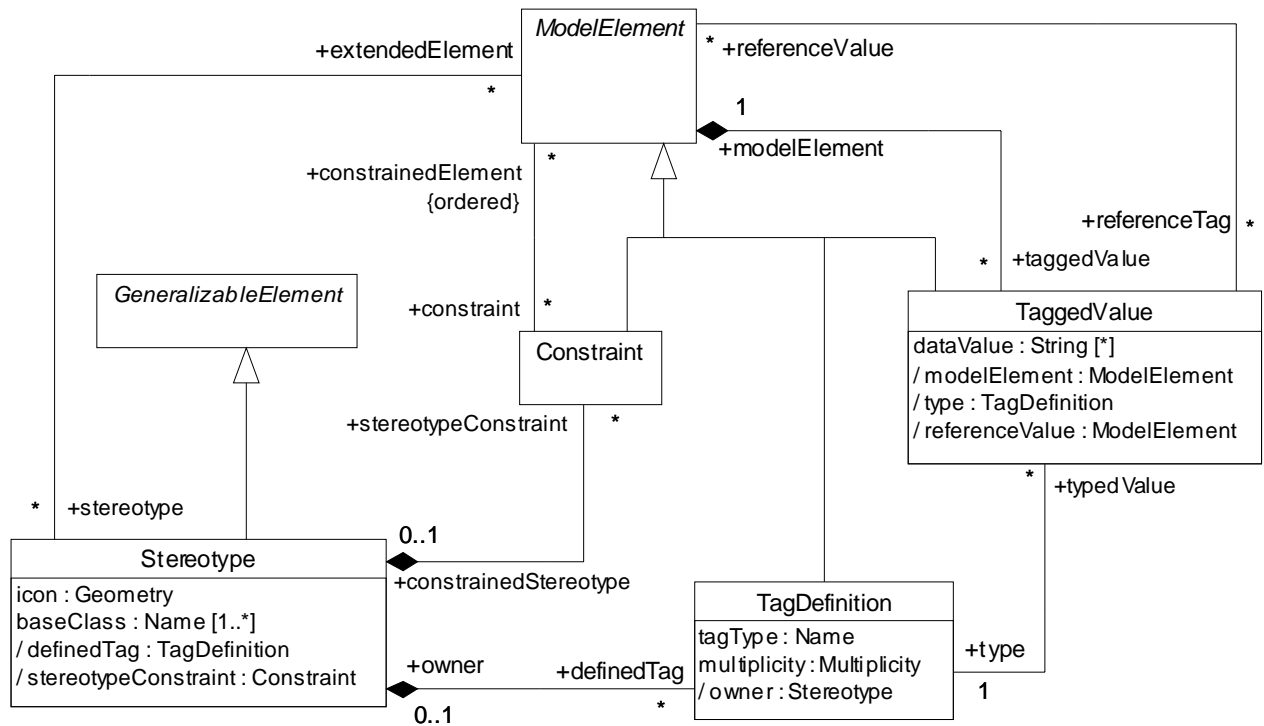 ModelElement
+extendedElement
*
*
+referenceValue
1
+modelElement
*
+constrainedElement
{ordered}
+referenceTag
*
*
+taggedValue
GeneralizableElement
+constraint
*
Constraint
TaggedValue
dataValue : String [*]
/ modelElement : ModelElement
/ type : TagDefinition
/ referenceValue : ModelElement
+stereotypeConstraint
*
*
+typedValue
*
+stereotype
0..1
+constrainedStereotype
Stereotype
icon : Geometry
baseClass : Name [1..*]
/ definedTag : TagDefinition
/ stereotypeConstraint : Constraint
+owner
0..1
+definedTag
*
TagDefinition
tagType : Name
multiplicity : Multiplicity
/ owner : Stereotype
+type
1